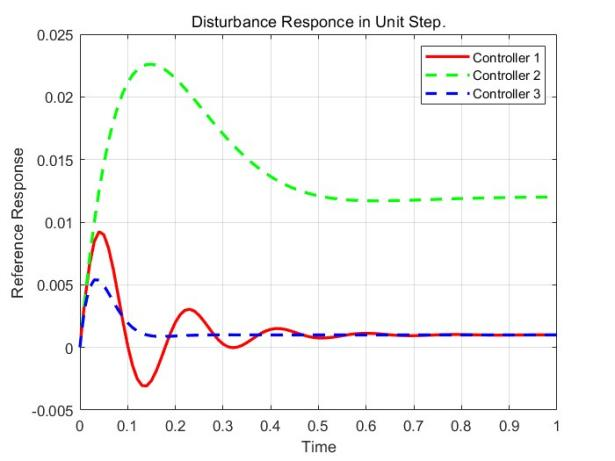 Disturbance Responce in Unit Step.
0.025
0.02
0.015
0.01
0.005
0
-0.005
Reference Response
Controller 1
Controller 2
Controller 3
0 0.1 0.2 0.3 0.4 0.5 0.6 0.7 0.8 0.9 1
Time